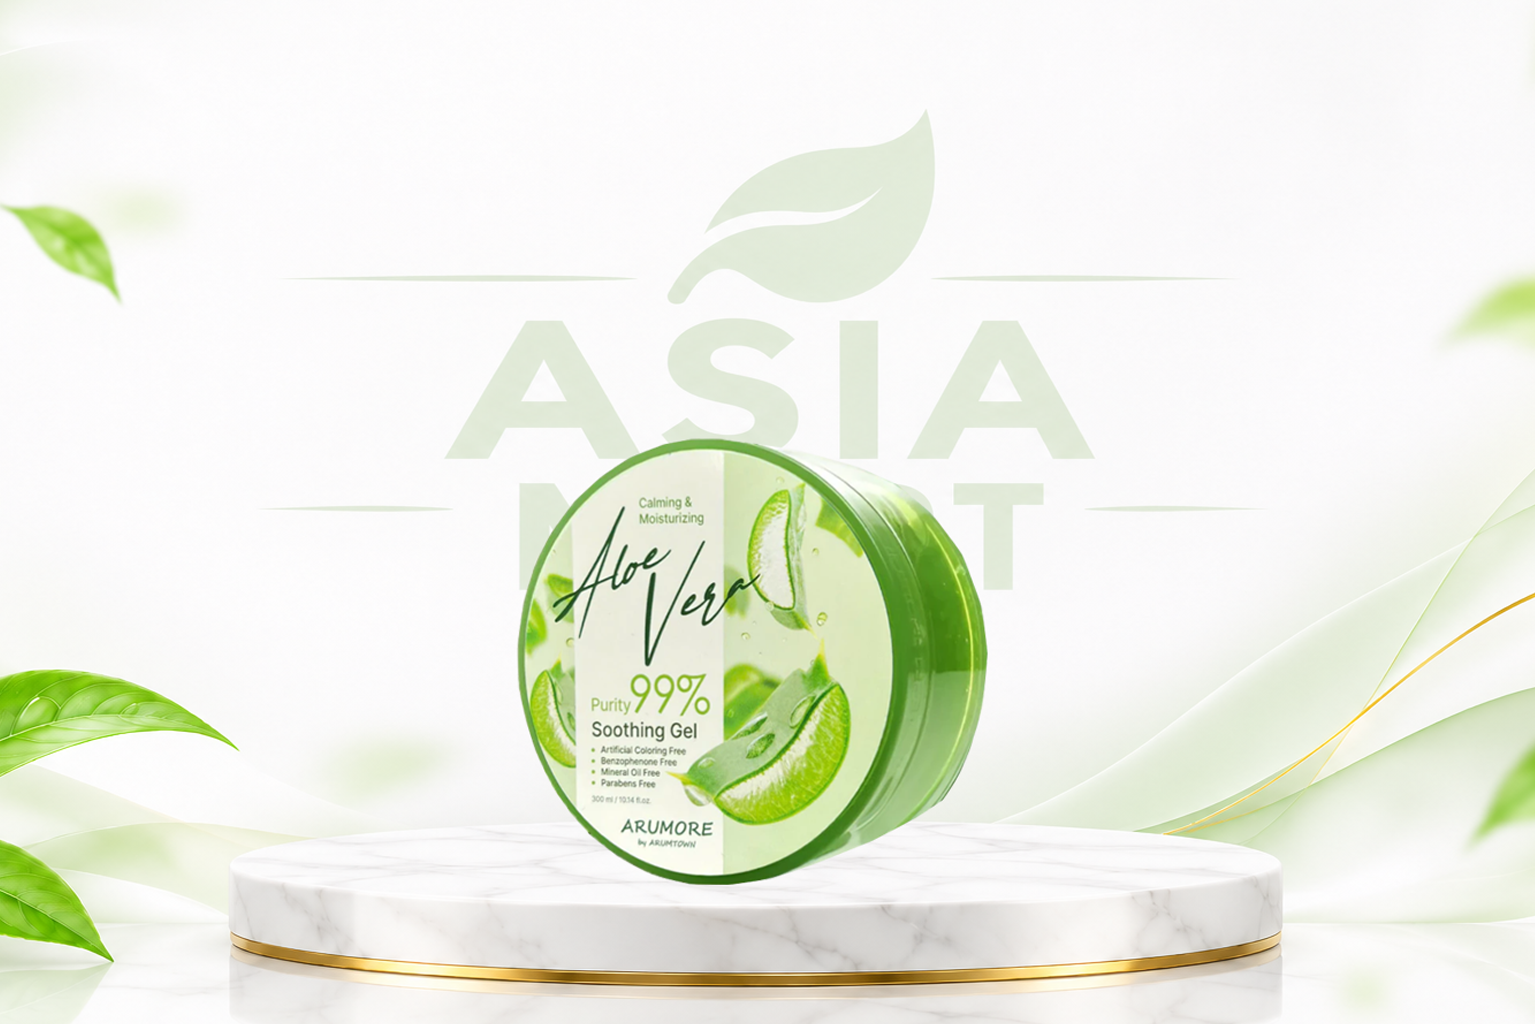 ASIA
Calming &
Moisturizing
Aloe
Vera
Purity 99%
Soothing Gel
• Artificial Coloring Free
• Benzophenone Free
• Mineral Oil Free
• Parabens Free
300 ml / 10.14 fl.oz.
ARUMORE
by ARUMTOWN